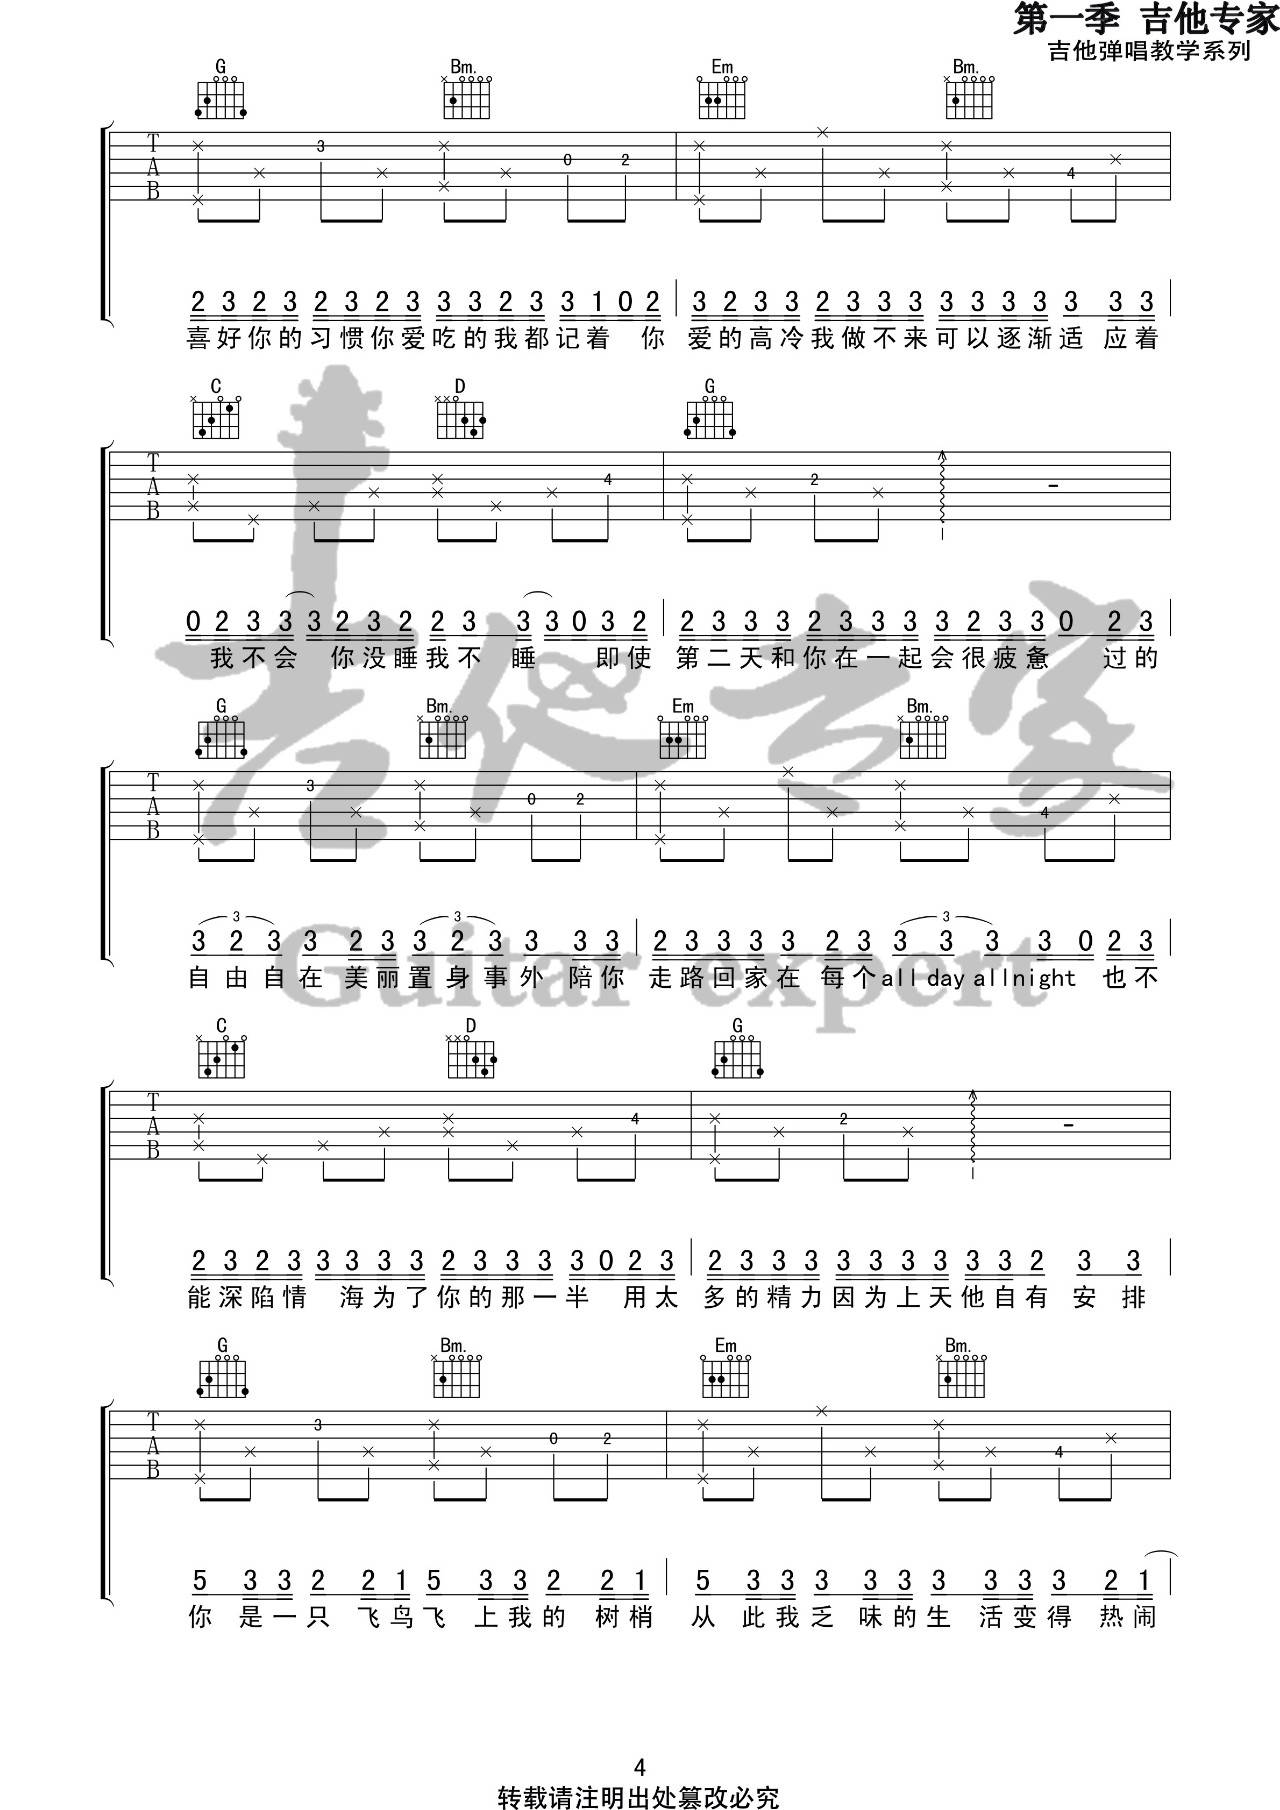 第一季 吉他专家
吉他弹唱教学系列
G Bm. Em Bm.
T A B 3 0 2 4
2 3 2 3 2 3 2 3 3 3 2 3 3 1 0 2 3 2 3 3 2 3 3 3 3 3 3 3 3 3 3
喜好你的习惯你爱吃的我都记着 你 爱的高冷我做不来可以逐渐适 应着
C D G
T A B 4 2 -
0 2 3 3 3 2 3 2 2 3 3 3 0 3 2 2 3 3 3 2 3 3 3 3 2 3 3 0 2 3
我不会 你没睡我不 睡 即使 第二天和你在一起会很疲惫 过的
G Bm. Em Bm.
T A B 3 0 2 4
3 3 3
3 2 3 3 2 3 3 2 3 3 3 3 2 3 3 3 3 2 3 3 3 3 3 0 2 3
自由自在 美丽置身事外 陪你 走路回家在 每个all day allnight 也不
C D G
T A B 4 2 -
2 3 2 3 3 3 3 3 2 3 3 3 3 0 2 3 2 3 3 3 3 3 3 3 3 3 2 3 3
能深陷情 海为了你的那一半 用太 多的精力因为上天他自有 安 排
G Bm. Em Bm.
T A B 3 0 2 4
5 3 3 2 2 1 5 3 3 2 2 1 5 3 3 3 3 3 3 3 3 3 2 1
你 是一只 飞鸟飞 上我的 树梢 从 此我乏 味的生 活变得 热闹
Guitar expert
吉他专家
Guitar expert
4
转载请注明出处篡改必究